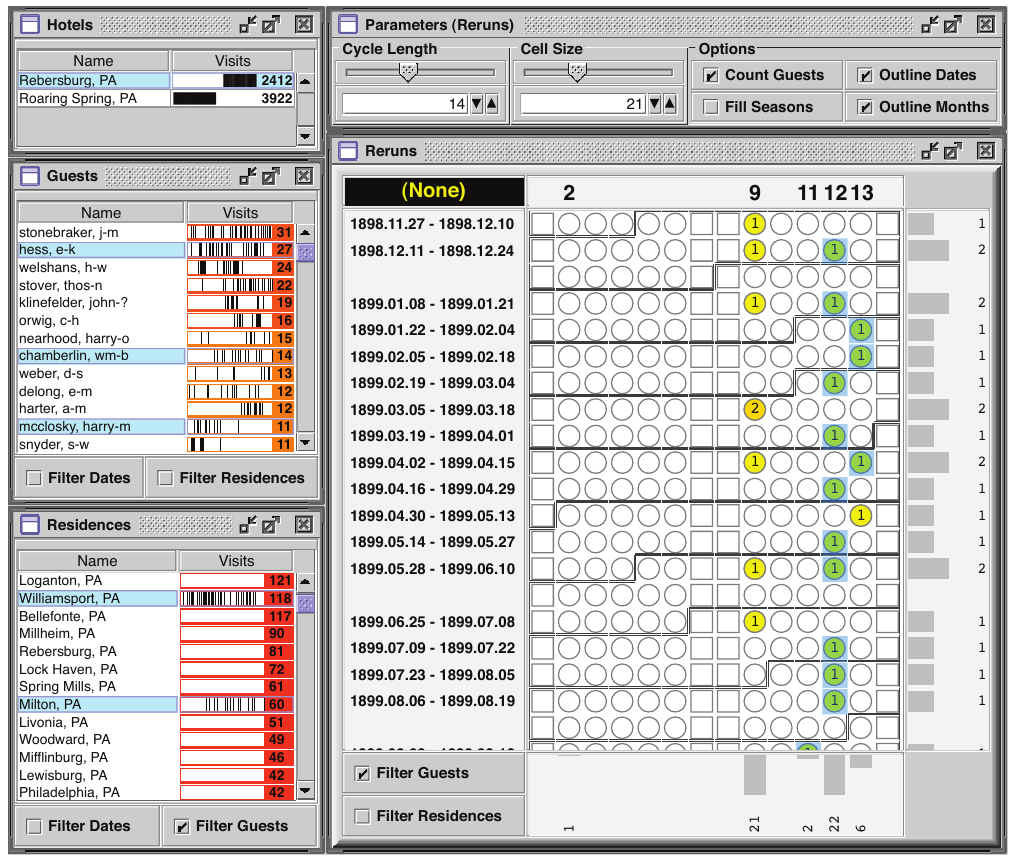 Hotels
Name Visits
Rebersburg, PA 2412
Roaring Spring, PA 3922
Guests
Name Visits
stonebraker, j-m 31
hess, e-k 27
welshans, h-w 24
stover, thos-n 22
klinefelder, john-? 19
orwig, c-h 16
nearhood, harry-o 15
chamberlin, wm-b 14
weber, d-s 13
delong, e-m 12
harter, a-m 12
mcclosky, harry-m 11
snyder, s-w 11
Filter Dates Filter Residences
Residences
Name Visits
Loganton, PA 121
Williamsport, PA 118
Bellefonte, PA 117
Millheim, PA 90
Rebersburg, PA 81
Lock Haven, PA 72
Spring Mills, PA 61
Milton, PA 60
Livonia, PA 51
Woodward, PA 49
Mifflinburg, PA 46
Lewisburg, PA 42
Philadelphia, PA 42
Filter Dates Filter Guests
Parameters (Reruns)
Cycle Length Cell Size Options
14 21
Count Guests Outline Dates
Fill Seasons Outline Months
Reruns
(None) 2 9 11 12 13
1898.11.27 - 1898.12.10 1 1
1898.12.11 - 1898.12.24 1 1 2
1899.01.08 - 1899.01.21 1 1 2
1899.01.22 - 1899.02.04 1 1
1899.02.05 - 1899.02.18 1 1
1899.02.19 - 1899.03.04 1 1
1899.03.05 - 1899.03.18 2 2
1899.03.19 - 1899.04.01 1 1
1899.04.02 - 1899.04.15 1 1 2
1899.04.16 - 1899.04.29 1 1
1899.04.30 - 1899.05.13 1 1
1899.05.14 - 1899.05.27 1 1
1899.05.28 - 1899.06.10 1 1 2
1899.06.25 - 1899.07.08 1 1
1899.07.09 - 1899.07.22 1 1
1899.07.23 - 1899.08.05 1 1
1899.08.06 - 1899.08.19 1 1
Filter Guests
Filter Residences
1 21 2 22 6